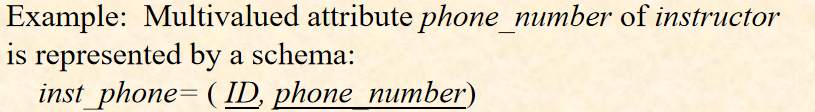 Example:  Multivalued attribute phone_number of instructor
is represented by a schema:
inst_phone= ( ID, phone_number)